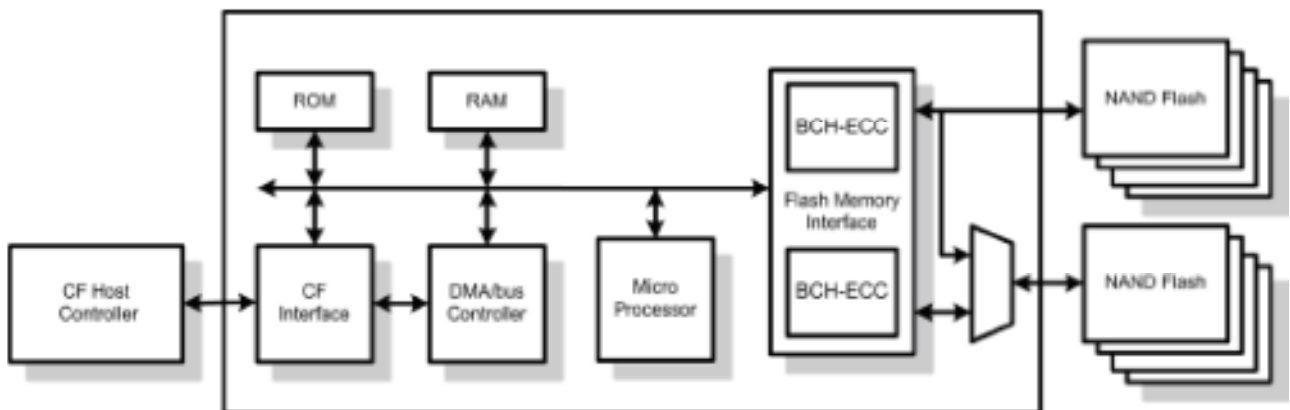 ROM
RAM
BCH-ECC
NAND Flash
Flash Memory
Interface
CF Host
Controller
CF
Interface
DMA/bus
Controller
Micro
Processor
BCH-ECC
NAND Flash